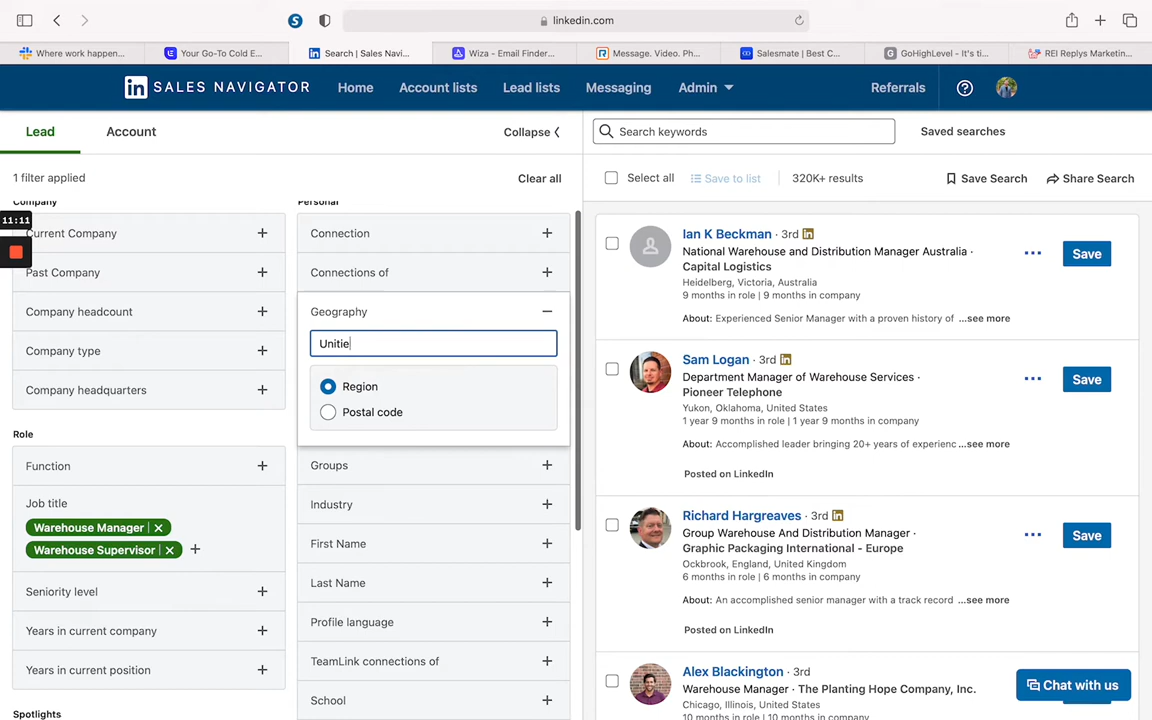 linkedin.com
Where work happen...
Your Go-To Cold E...
Search | Sales Navi...
Wiza - Email Finder...
Message. Video. Ph...
Salesmate | Best C...
GoHighLevel - It's ti...
REI Replys Marketin...
in SALES NAVIGATOR
Home
Account lists
Lead lists
Messaging
Admin
Referrals
Lead
Account
Collapse
Search keywords
Saved searches
1 filter applied
Clear all
Select all
Save to list
320K+ results
Save Search
Share Search
11:11
Company
Current Company
Past Company
Company headcount
Company type
Company headquarters
Role
Function
Job title
Warehouse Manager
Warehouse Supervisor
Seniority level
Years in current company
Years in current position
Spotlights
Personal
Connection
Connections of
Geography
Unitie
Region
Postal code
Groups
Industry
First Name
Last Name
Profile language
TeamLink connections of
School
Ian K Beckman · 3rd
National Warehouse and Distribution Manager Australia ·
Capital Logistics
Heidelberg, Victoria, Australia
9 months in role | 9 months in company
About: Experienced Senior Manager with a proven history of ...see more
Save
Sam Logan · 3rd
Department Manager of Warehouse Services ·
Pioneer Telephone
Yukon, Oklahoma, United States
1 year 9 months in role | 1 year 9 months in company
About: Accomplished leader bringing 20+ years of experienc ...see more
Posted on LinkedIn
Save
Richard Hargreaves · 3rd
Group Warehouse And Distribution Manager ·
Graphic Packaging International - Europe
Ockbrook, England, United Kingdom
6 months in role | 6 months in company
About: An accomplished senior manager with a track record ...see more
Posted on LinkedIn
Save
Alex Blackington · 3rd
Warehouse Manager · The Planting Hope Company, Inc.
Chicago, Illinois, United States
10 months in role | 10 months in company
Chat with us